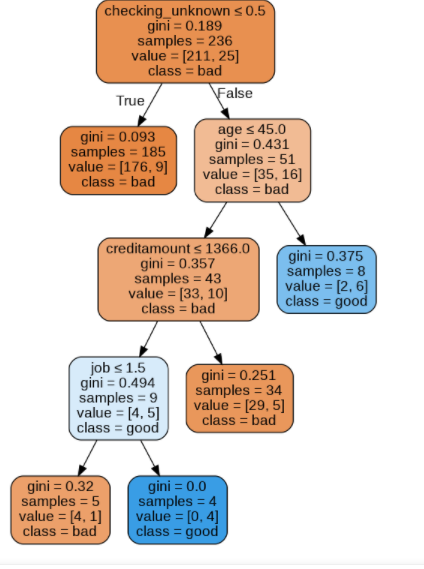 checking_unknown ≤ 0.5
gini = 0.189
samples = 236
value = [211, 25]
class = bad
True
False
gini = 0.093
samples = 185
value = [176, 9]
class = bad
age ≤ 45.0
gini = 0.431
samples = 51
value = [35, 16]
class = bad
creditamount ≤ 1366.0
gini = 0.357
samples = 43
value = [33, 10]
class = bad
gini = 0.375
samples = 8
value = [2, 6]
class = good
job ≤ 1.5
gini = 0.494
samples = 9
value = [4, 5]
class = good
gini = 0.251
samples = 34
value = [29, 5]
class = bad
gini = 0.32
samples = 5
value = [4, 1]
class = bad
gini = 0.0
samples = 4
value = [0, 4]
class = good